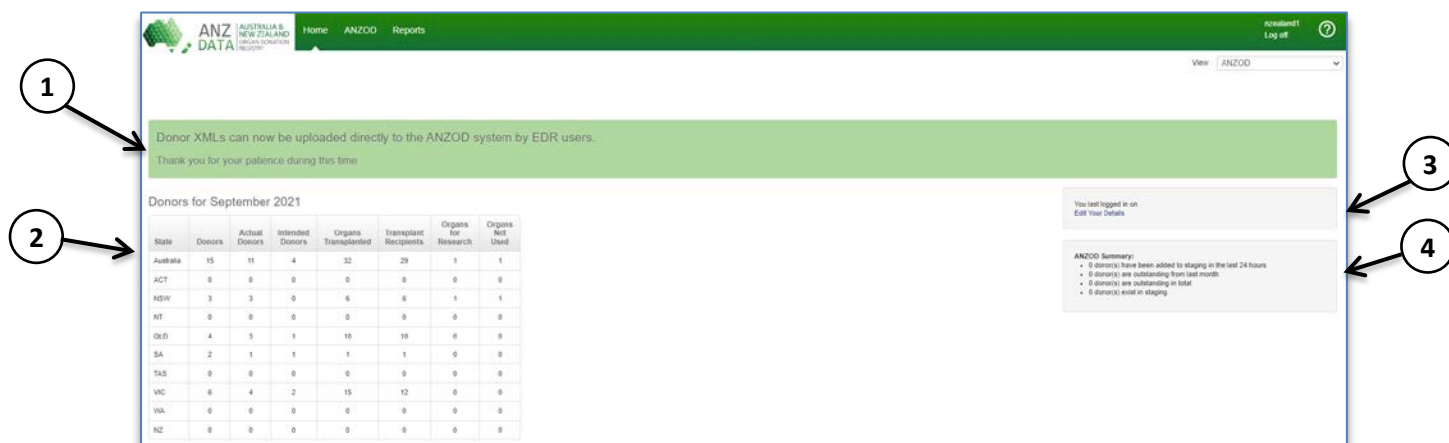 ANZ DATA AUSTRALIA & NEW ZEALAND ORGAN DONATION REGISTRY
Home ANZOD Reports
nzealand1
Log off
?
View ANZOD
1
Donor XMLs can now be uploaded directly to the ANZOD system by EDR users.
Thank you for your patience during this time
3
2
Donors for September 2021
You last logged in on
Edit Your Details
State Donors Actual Donors Intended Donors Organs Transplanted Transplant Recipients Organs for Research Organs Not Used
4
Australia 15 11 4 32 29 1 1
ACT 0 0 0 0 0 0 0
NSW 3 3 0 6 6 1 1
NT 0 0 0 0 0 0 0
QLD 4 3 1 10 10 0 0
SA 2 1 1 1 1 0 0
TAS 0 0 0 0 0 0 0
VIC 6 4 2 15 12 0 0
WA 0 0 0 0 0 0 0
NZ 0 0 0 0 0 0 0
ANZOD Summary:
• 0 donor(s) have been added to staging in the last 24 hours
• 0 donor(s) are outstanding from last month
• 0 donor(s) are outstanding in total
• 0 donor(s) exist in staging